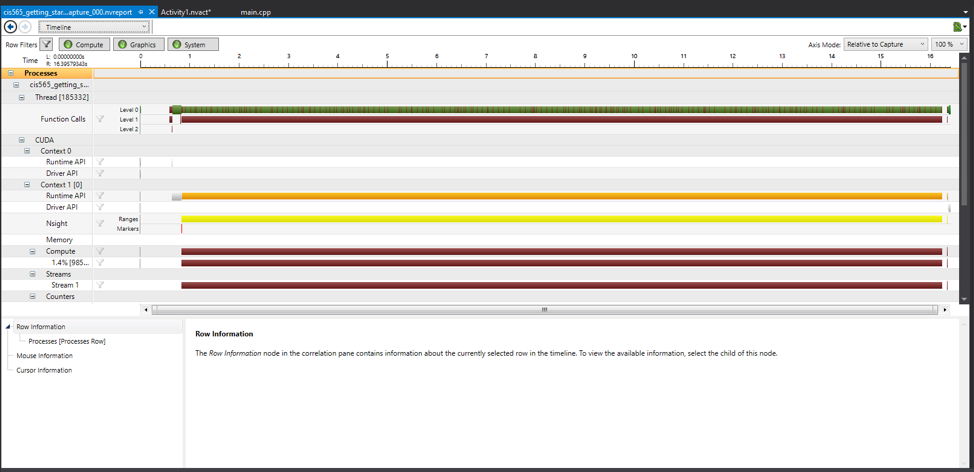 cis565_getting_star...apture_000.nvreport
Activity1.nvact*
main.cpp
Timeline
Row Filters
Compute
Graphics
System
Axis Mode: Relative to Capture 100 %
Time
L: 0.00000000s
0 1 2 3 4 5 6 7 8 9 10 11 12 13 14 15 16
Processes
cis565_getting_s...
Thread [185332]
Function Calls
Level 0
Level 1
Level 2
CUDA
Context 0
Runtime API
Driver API
Context 1 [0]
Runtime API
Driver API
Nsight
Ranges
Markers
Memory
Compute
1.4% [985...
Streams
Stream 1
Counters
Row Information
Processes [Processes Row]
Mouse Information
Cursor Information
Row Information
The Row Information node in the correlation pane contains information about the currently selected row in the timeline. To view the available information, select the child of this node.